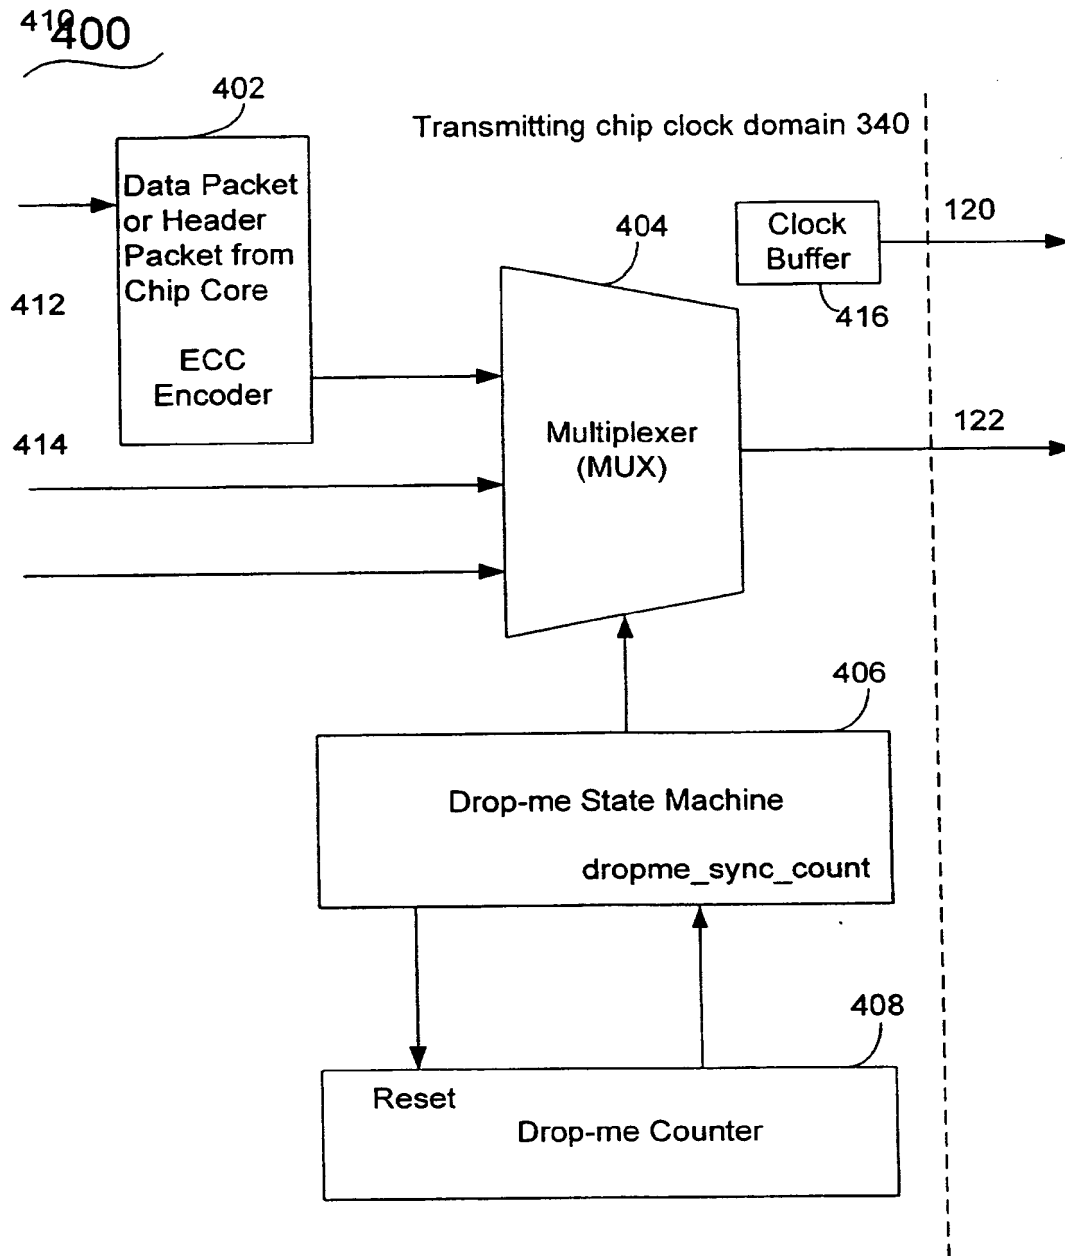 410
400
402
Transmitting chip clock domain 340
Data Packet
or Header
Packet from
Chip Core
ECC
Encoder
404
Clock
Buffer
120
416
412
414
Multiplexer
(MUX)
122
406
Drop-me State Machine
dropme_sync_count
408
Reset
Drop-me Counter